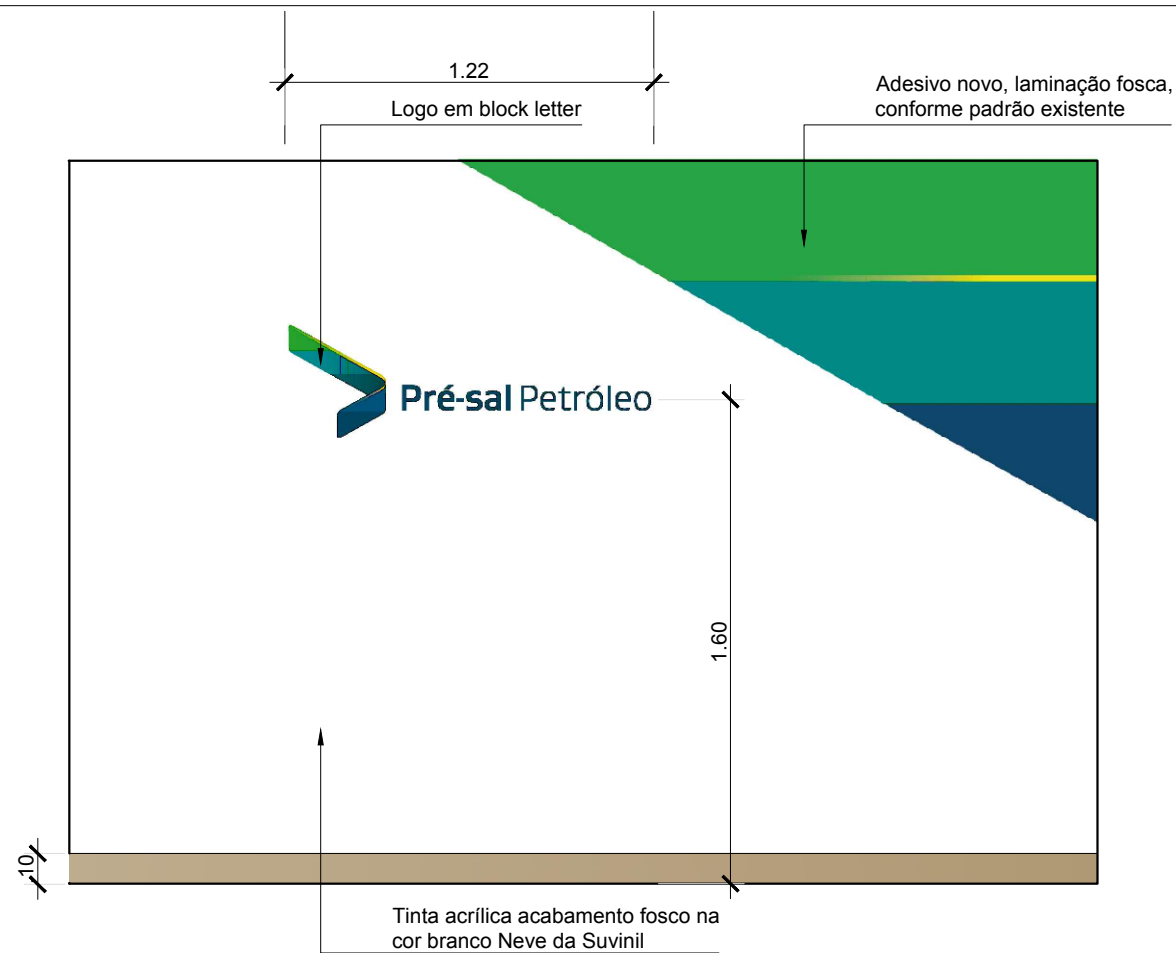 1.22
Logo em block letter
Adesivo novo, laminação fosca,
conforme padrão existente
Pré-sal Petróleo
1.60
10
Tinta acrílica acabamento fosco na
cor branco Neve da Suvinil